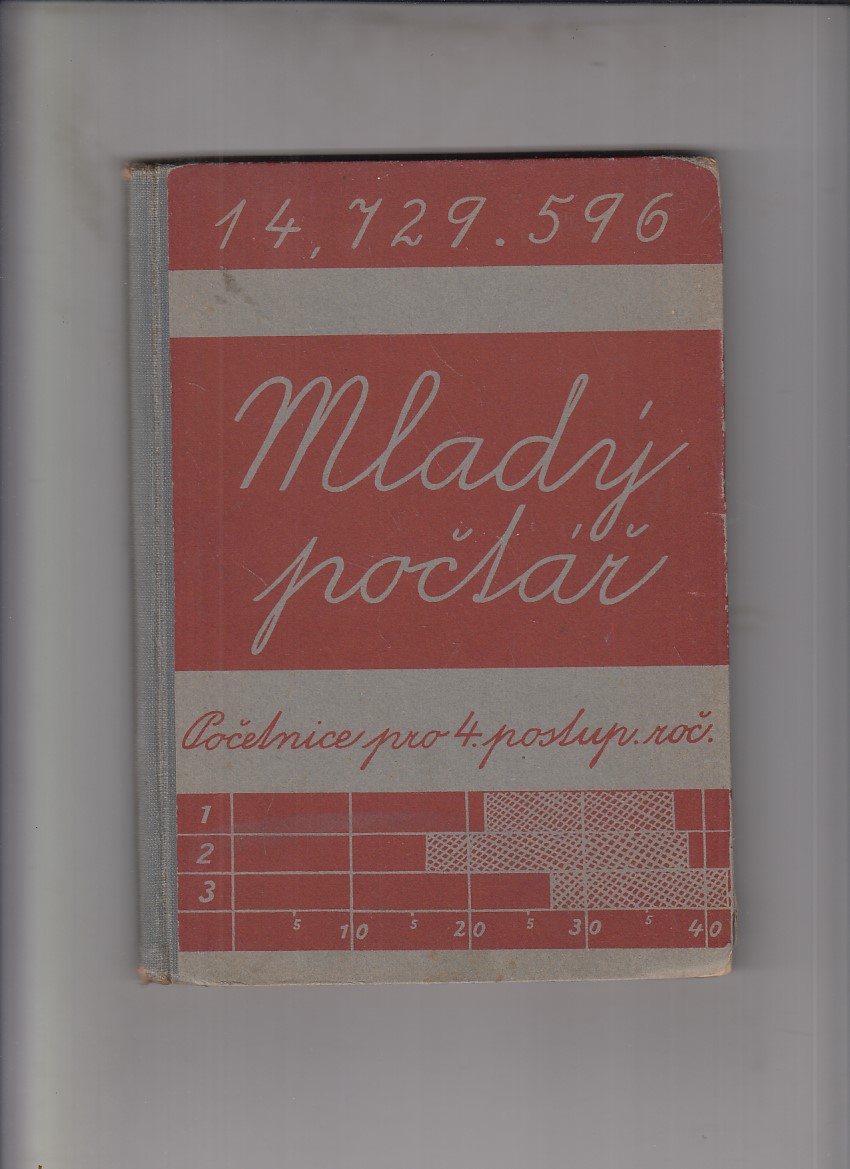 14,729.596
Mladý
počtář
Početnice pro 4. postup. roč.
1
2
3
5 10 5 20 5 30 5 40